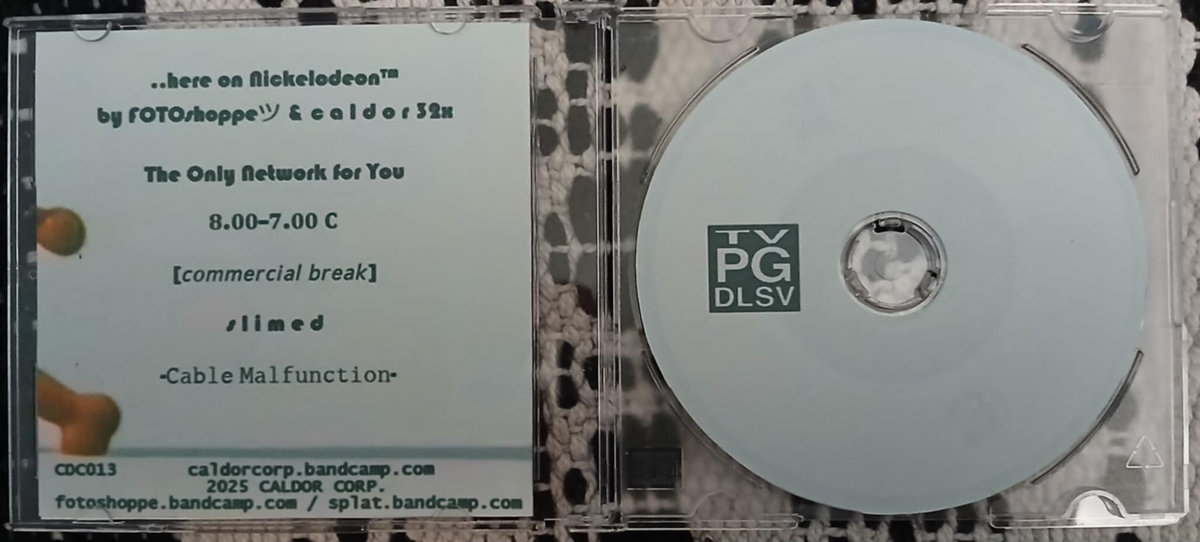 ..here on Nickelodeon™
by FOTOshoppeツ & c a l d o r 32x
The Only Network for You
8.00-7.00 C
[commercial break]
s l i m e d
-Cable Malfunction-
CDC013
caldorcorp.bandcamp.com
2025 CALDOR CORP.
fotoshoppe.bandcamp.com / splat.bandcamp.com
TV
PG
DLSV